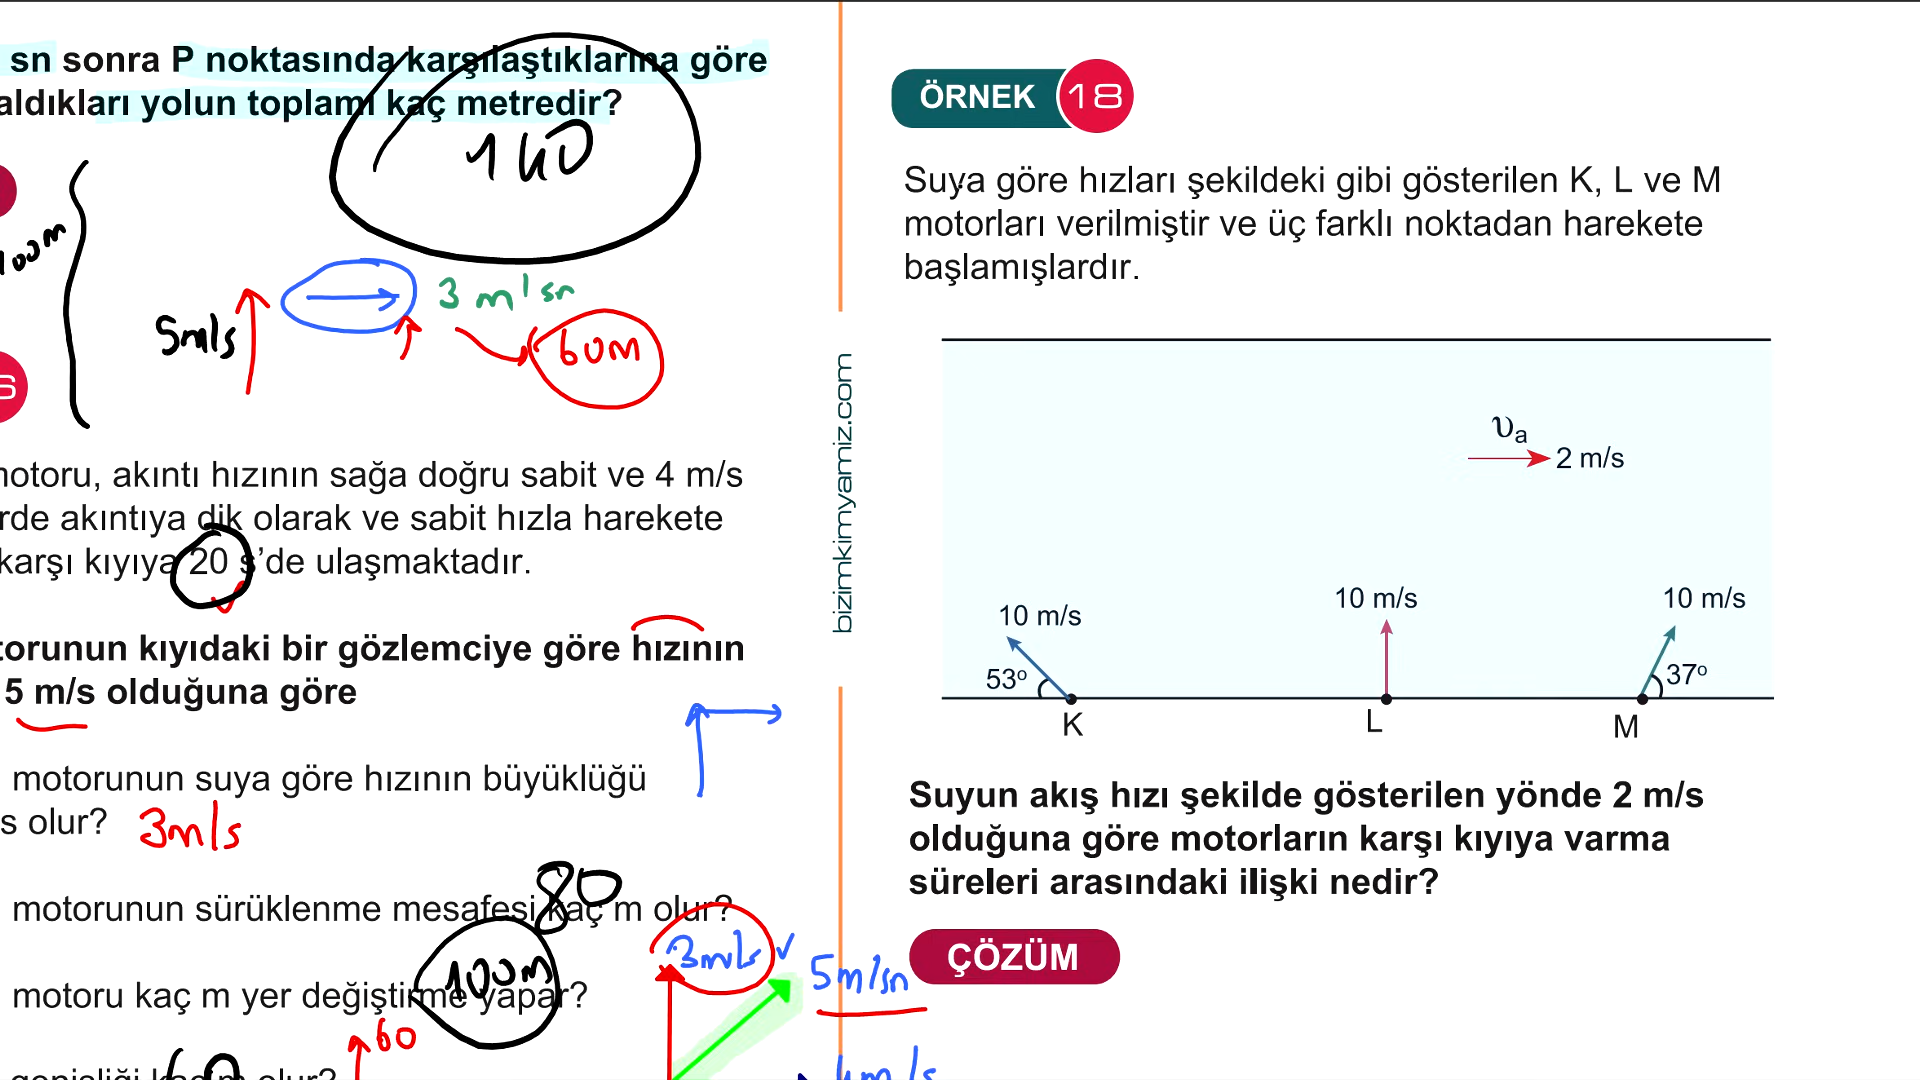 sn sonra P noktasında karşılaştıklarına göre
aldıkları yolun toplamı kaç metredir?
140
100m
5m/s
3 m/sn
60m
motoru, akıntı hızının sağa doğru sabit ve 4 m/s
rde akıntıya dik olarak ve sabit hızla harekete
karşı kıyıya 20 s'de ulaşmaktadır.
torunun kıyıdaki bir gözlemciye göre hızının
5 m/s olduğuna göre
motorunun suya göre hızının büyüklüğü
s olur? 3m/s
80
motorunun sürüklenme mesafesi kaç m olur?
100m
motoru kaç m yer değiştirme yapar?
3m/s
5m/sn
60
4m/s
genişliği kaç m olur?
bizimkimyamiz.com
ÖRNEK 18
Suya göre hızları şekildeki gibi gösterilen K, L ve M
motorları verilmiştir ve üç farklı noktadan harekete
başlamışlardır.
υa
2 m/s
10 m/s
53o
K
10 m/s
L
10 m/s
37o
M
Suyun akış hızı şekilde gösterilen yönde 2 m/s
olduğuna göre motorların karşı kıyıya varma
süreleri arasındaki ilişki nedir?
ÇÖZÜM